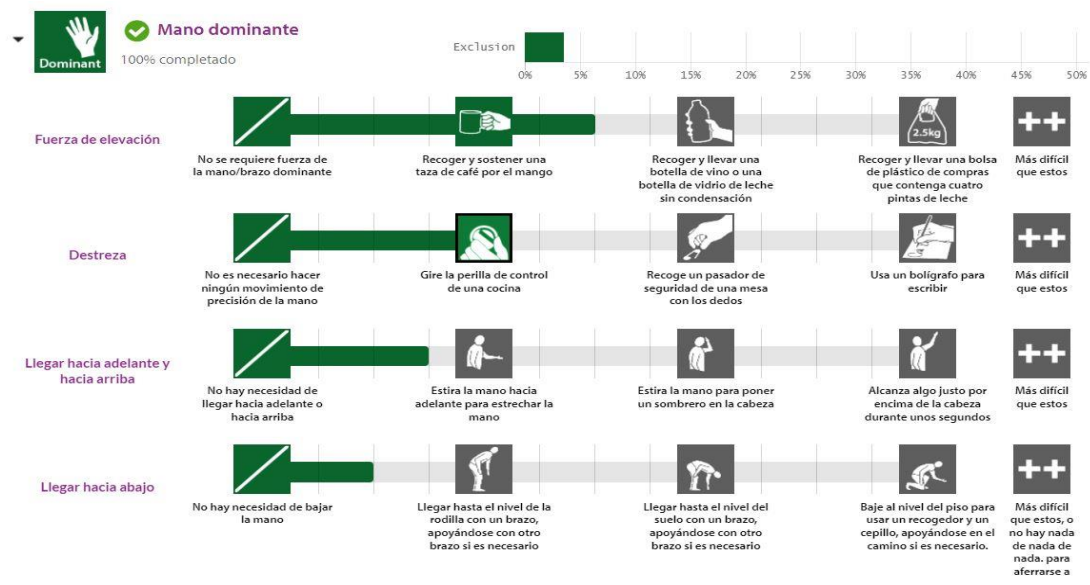 Dominant
Mano dominante
100% completado
Exclusion
0% 5% 10% 15% 20% 25% 30% 35% 40% 45% 50%
Fuerza de elevación
No se requiere fuerza de
la mano/brazo dominante
Recoger y sostener una
taza de café por el mango
Recoger y llevar una
botella de vino o una
botella de vidrio de leche
sin condensación
2.5kg
Recoger y llevar una bolsa
de plástico de compras
que contenga cuatro
pintas de leche
++
Más difícil
que estos
Destreza
No es necesario hacer
ningún movimiento de
precisión de la mano
Gire la perilla de control
de una cocina
Recoge un pasador de
seguridad de una mesa
con los dedos
Usa un bolígrafo para
escribir
++
Más difícil
que estos
Llegar hacia adelante y
hacia arriba
No hay necesidad de
llegar hacia adelante o
hacia arriba
Estira la mano hacia
adelante para estrechar la
mano
Estira la mano para poner
un sombrero en la cabeza
Alcanza algo justo por
encima de la cabeza
durante unos segundos
++
Más difícil
que estos
Llegar hacia abajo
No hay necesidad de bajar
la mano
Llegar hasta el nivel de la
rodilla con un brazo,
apoyándose con otro
brazo si es necesario
Llegar hasta el nivel del
suelo con un brazo,
apoyándose con otro
brazo si es necesario
Baje al nivel del piso para
usar un recogedor y un
cepillo, apoyándose en el
camino si es necesario.
++
Más difícil
que estos, o
no hay nada
de nada de
nada. para
aferrarse a